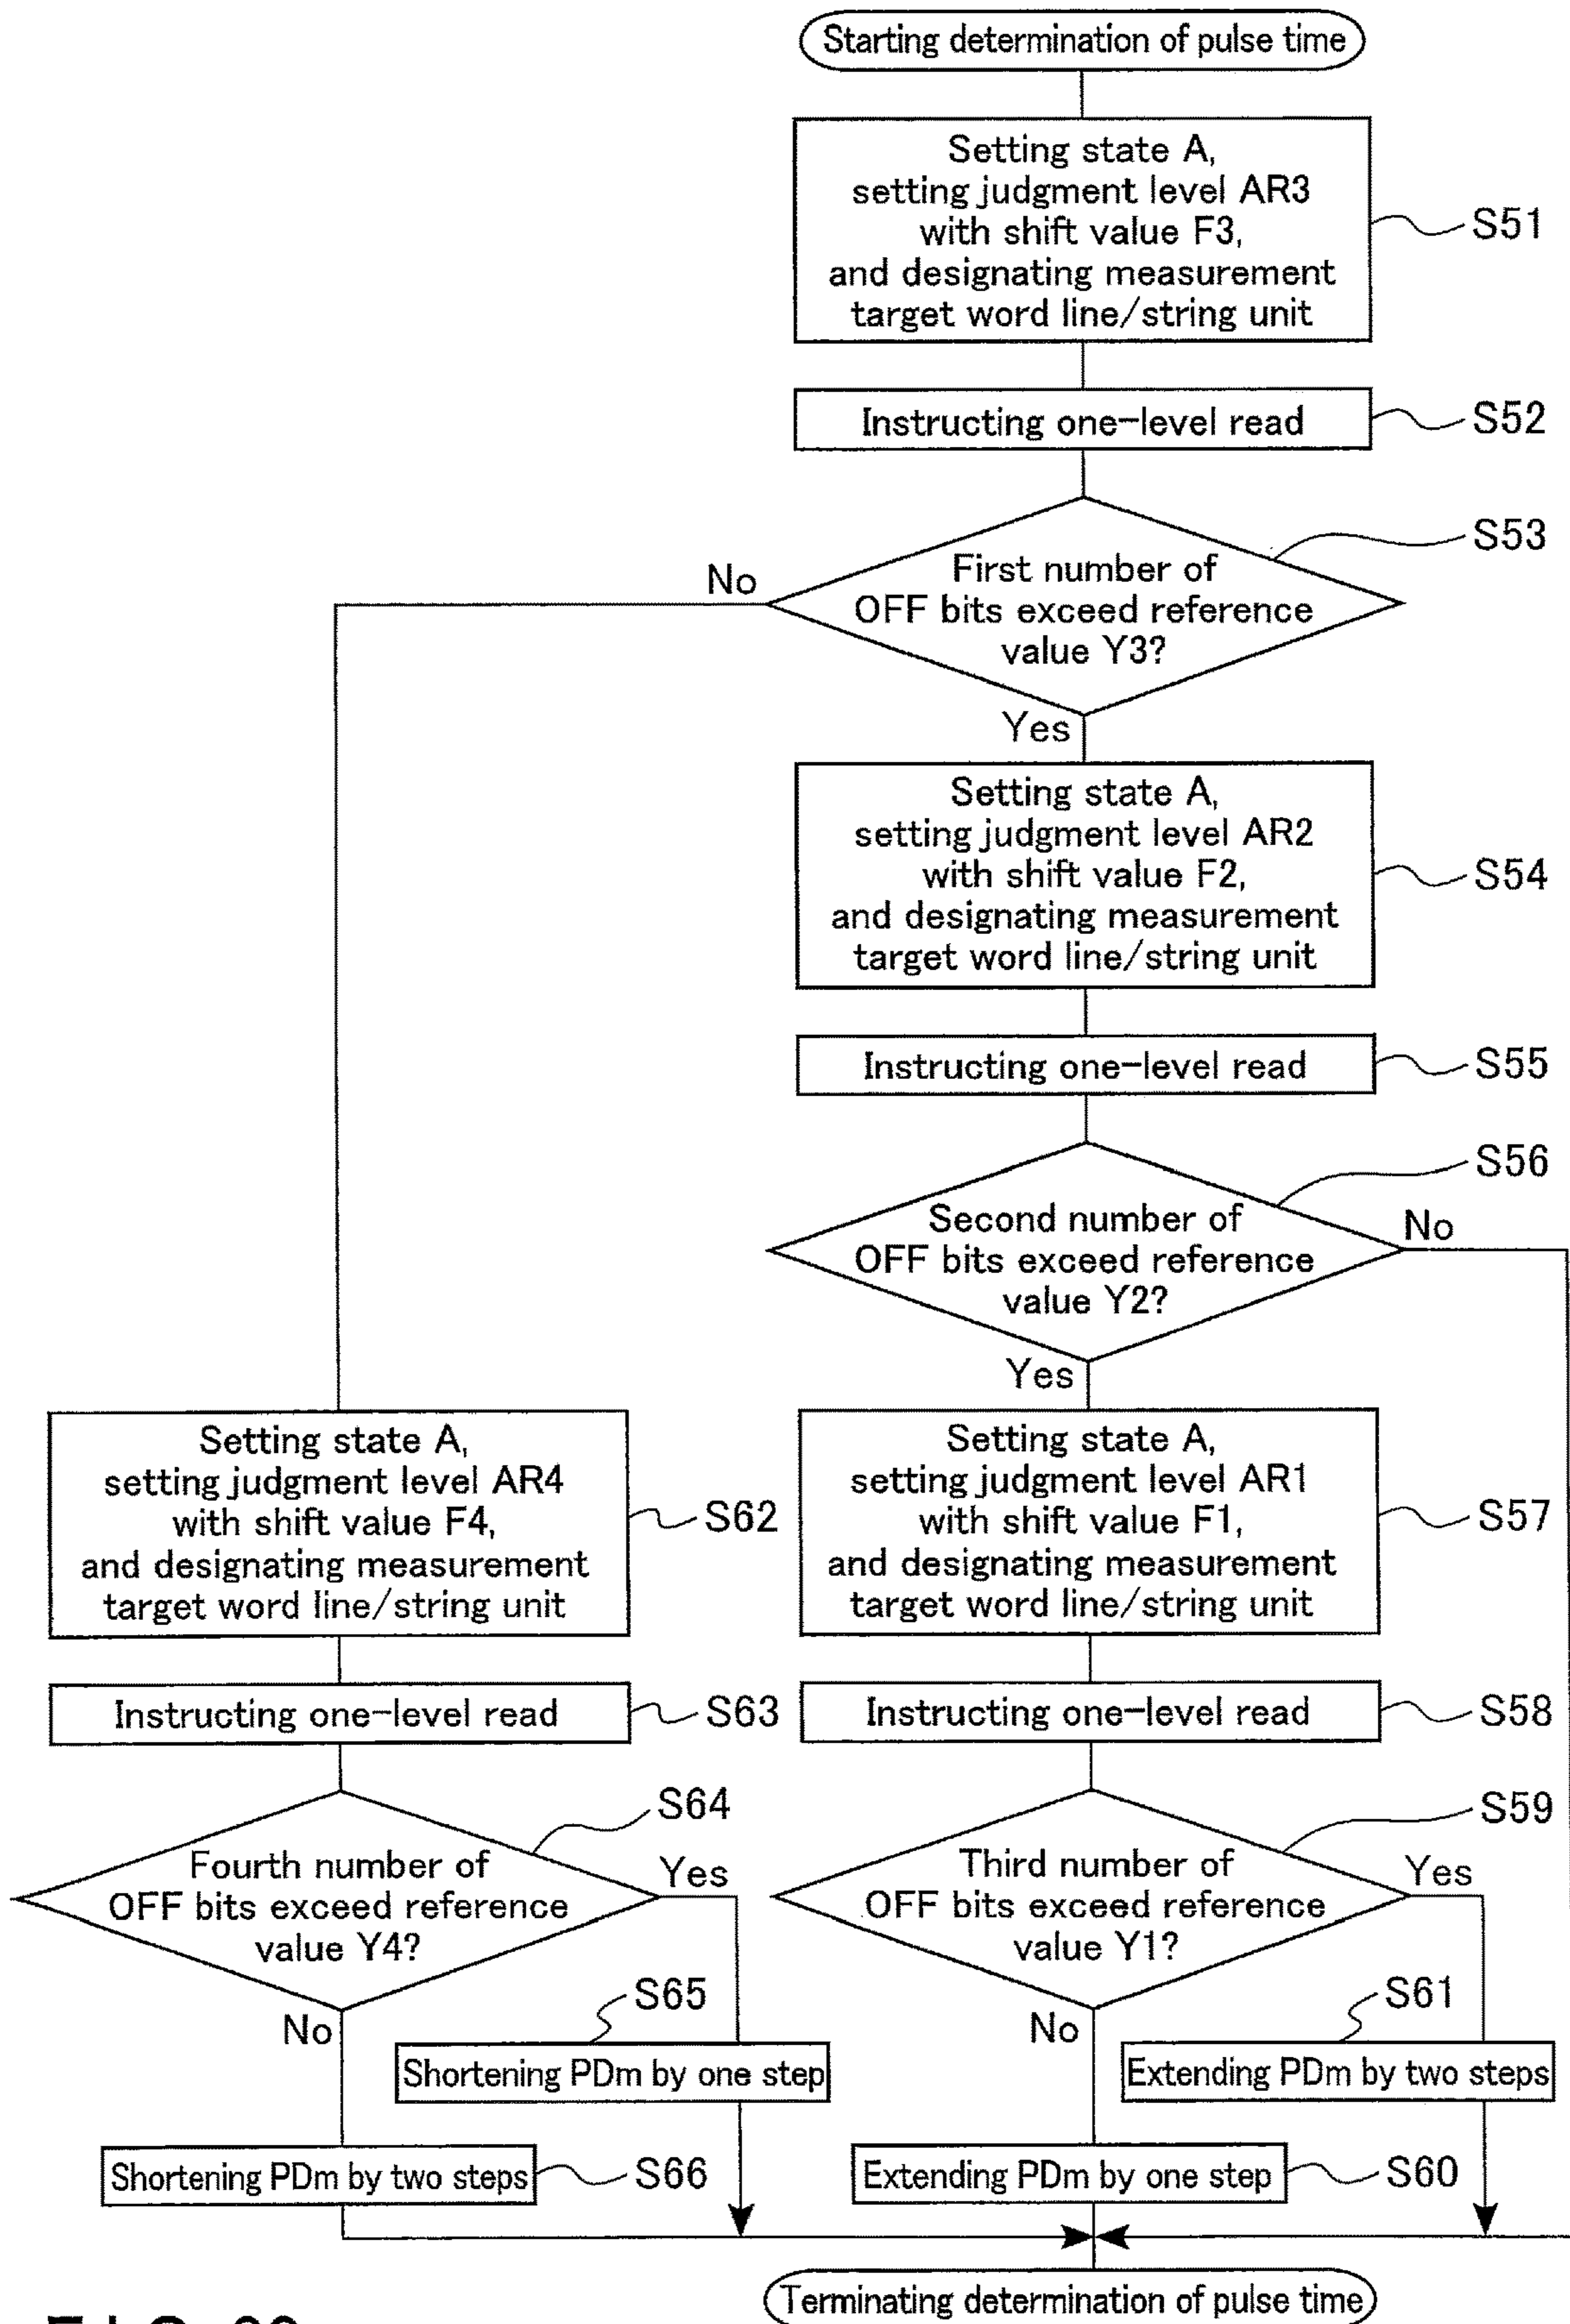 Starting determination of pulse time
Setting state A,
setting judgment level AR3
with shift value F3,
and designating measurement
target word line/string unit
S51
Instructing one-level read
S52
First number of
OFF bits exceed reference
value Y3?
S53
No
Yes
Setting state A,
setting judgment level AR2
with shift value F2,
and designating measurement
target word line/string unit
S54
Instructing one-level read
S55
Second number of
OFF bits exceed reference
value Y2?
S56
No
Yes
Setting state A,
setting judgment level AR4
with shift value F4,
and designating measurement
target word line/string unit
S62
Setting state A,
setting judgment level AR1
with shift value F1,
and designating measurement
target word line/string unit
S57
Instructing one-level read
S63
Instructing one-level read
S58
Fourth number of
OFF bits exceed reference
value Y4?
S64
Yes
No
Third number of
OFF bits exceed reference
value Y1?
S59
Yes
No
S65
Shortening PDm by one step
S61
Extending PDm by two steps
Shortening PDm by two steps
S66
Extending PDm by one step
S60
Terminating determination of pulse time